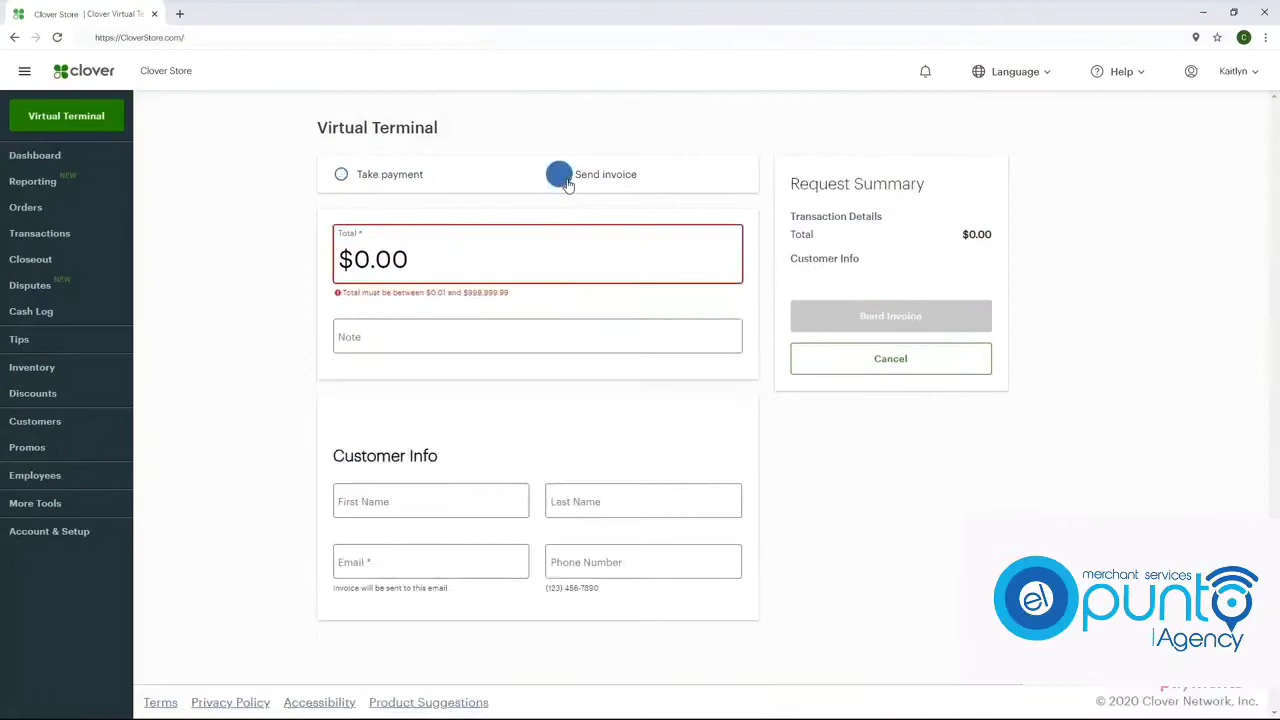 Clover Store | Clover Virtual Te
https://CloverStore.com/
clover
Clover Store
Language
Help
Kaitlyn
Virtual Terminal
Dashboard
Reporting NEW
Orders
Transactions
Closeout
Disputes NEW
Cash Log
Tips
Inventory
Discounts
Customers
Promos
Employees
More Tools
Account & Setup
Virtual Terminal
Take payment
Send invoice
Total *
$0.00
Total must be between $0.01 and $999,999.99
Note
Customer Info
First Name
Last Name
Email *
Phone Number
Invoice will be sent to this email
(123) 456-7890
Request Summary
Transaction Details
Total $0.00
Customer Info
Send Invoice
Cancel
merchant services
el punto
Agency
Terms
Privacy Policy
Accessibility
Product Suggestions
© 2020 Clover Network, Inc.